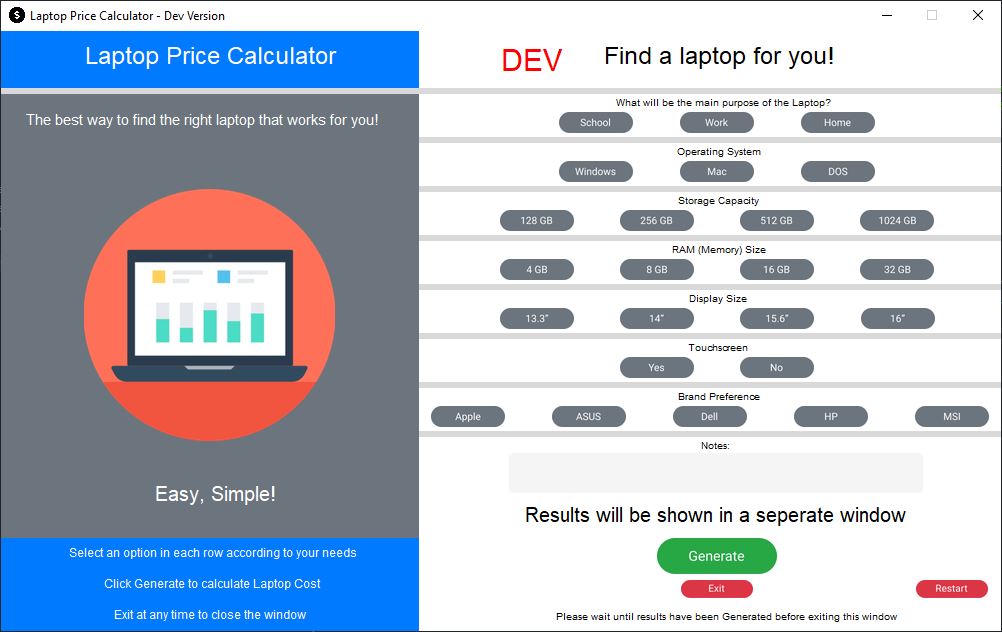 Laptop Price Calculator - Dev Version
Laptop Price Calculator
The best way to find the right laptop that works for you!
Easy, Simple!
Select an option in each row according to your needs
Click Generate to calculate Laptop Cost
Exit at any time to close the window
DEV Find a laptop for you!
What will be the main purpose of the Laptop?
School Work Home
Operating System
Windows Mac DOS
Storage Capacity
128 GB 256 GB 512 GB 1024 GB
RAM (Memory) Size
4 GB 8 GB 16 GB 32 GB
Display Size
13.3” 14” 15.6” 16”
Touchscreen
Yes No
Brand Preference
Apple ASUS Dell HP MSI
Notes:
Results will be shown in a seperate window
Generate
Exit Restart
Please wait until results have been Generated before exiting this window